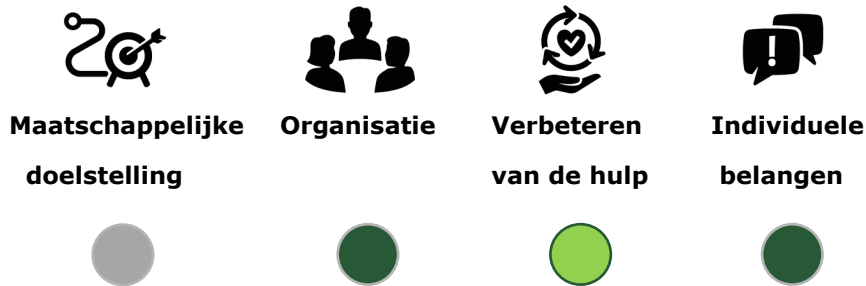 Maatschappelijke
doelstelling
Organisatie
Verbeteren
van de hulp
Individuele
belangen